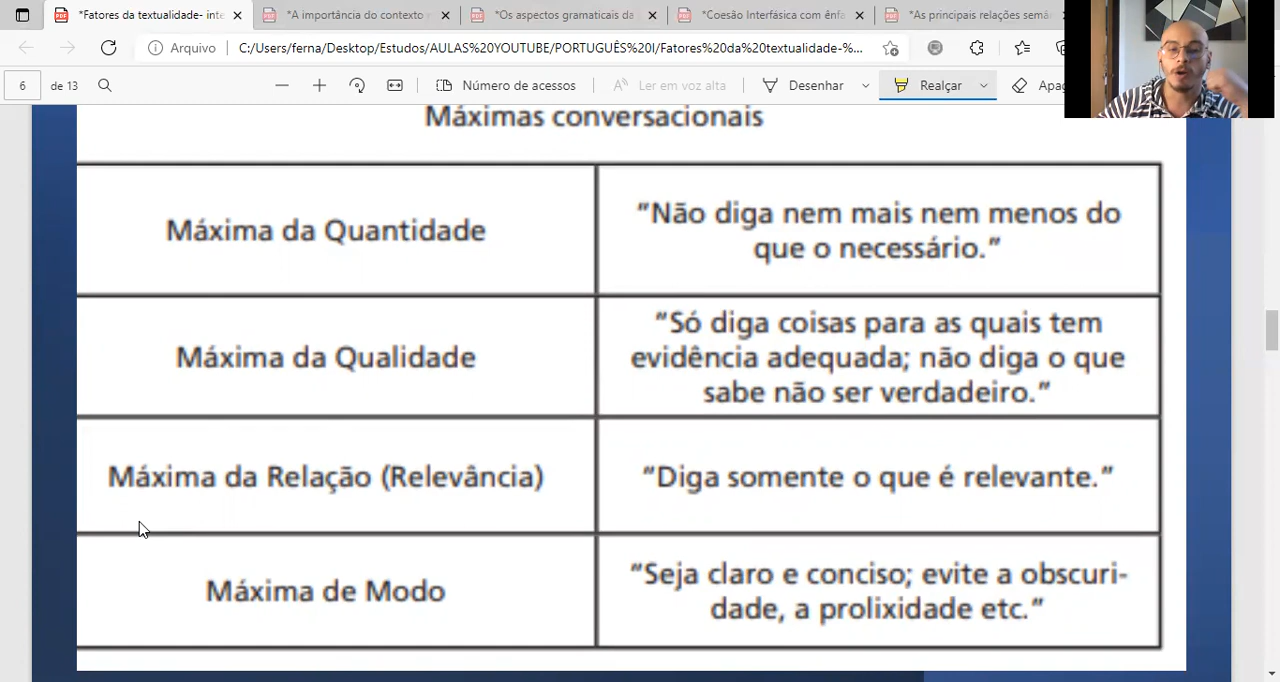 *Fatores da textualidade- inte
*A importância do contexto
*Os aspectos gramaticais da
*Coesão Interfásica com ênfa
*As principais relações semâ
Arquivo
C:/Users/ferna/Desktop/Estudos/AULAS%20YOUTUBE/PORTUGUÊS%20I/Fatores%20da%20textualidade-%...
6
de 13
Número de acessos
Ler em voz alta
Desenhar
Realçar
Apag
Máximas conversacionais
Máxima da Quantidade
"Não diga nem mais nem menos do
que o necessário."
Máxima da Qualidade
"Só diga coisas para as quais tem
evidência adequada; não diga o que
sabe não ser verdadeiro."
Máxima da Relação (Relevância)
"Diga somente o que é relevante."
Máxima de Modo
"Seja claro e conciso; evite a obscuri-
dade, a prolixidade etc."